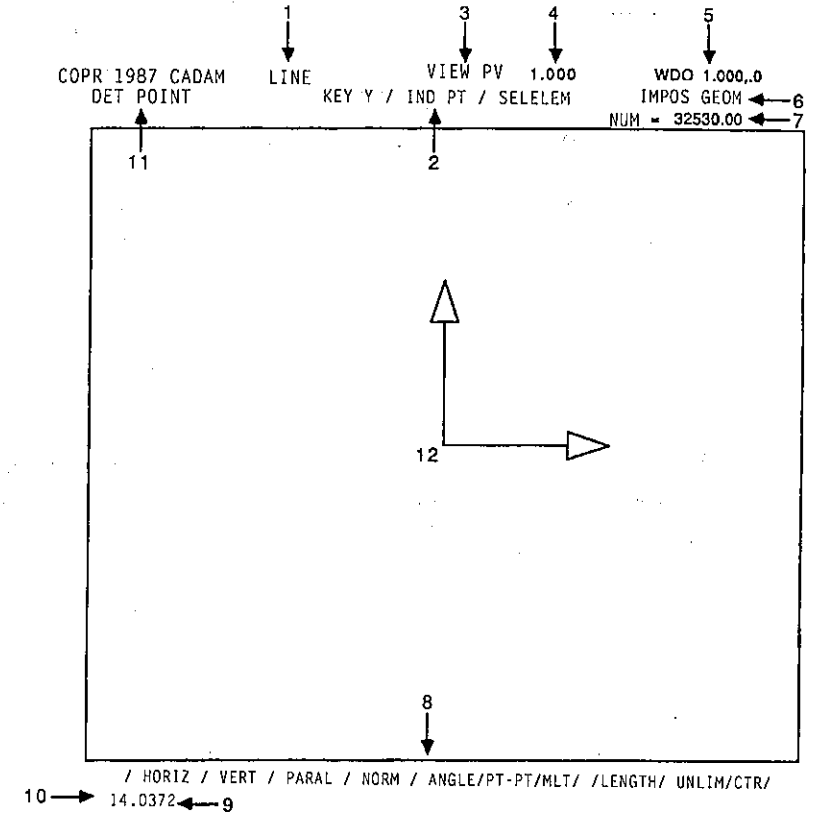 1 3 4 5
COPR 1987 CADAM LINE VIEW PV 1.000 WDO 1.000,.0
DET POINT KEY Y / IND PT / SELELEM IMPOS GEOM 6
NUM = 32530.00 7
11 2
12
8
/ HORIZ / VERT / PARAL / NORM / ANGLE/PT-PT/MLT/ /LENGTH/ UNLIM/CTR/
10 14.0372 9